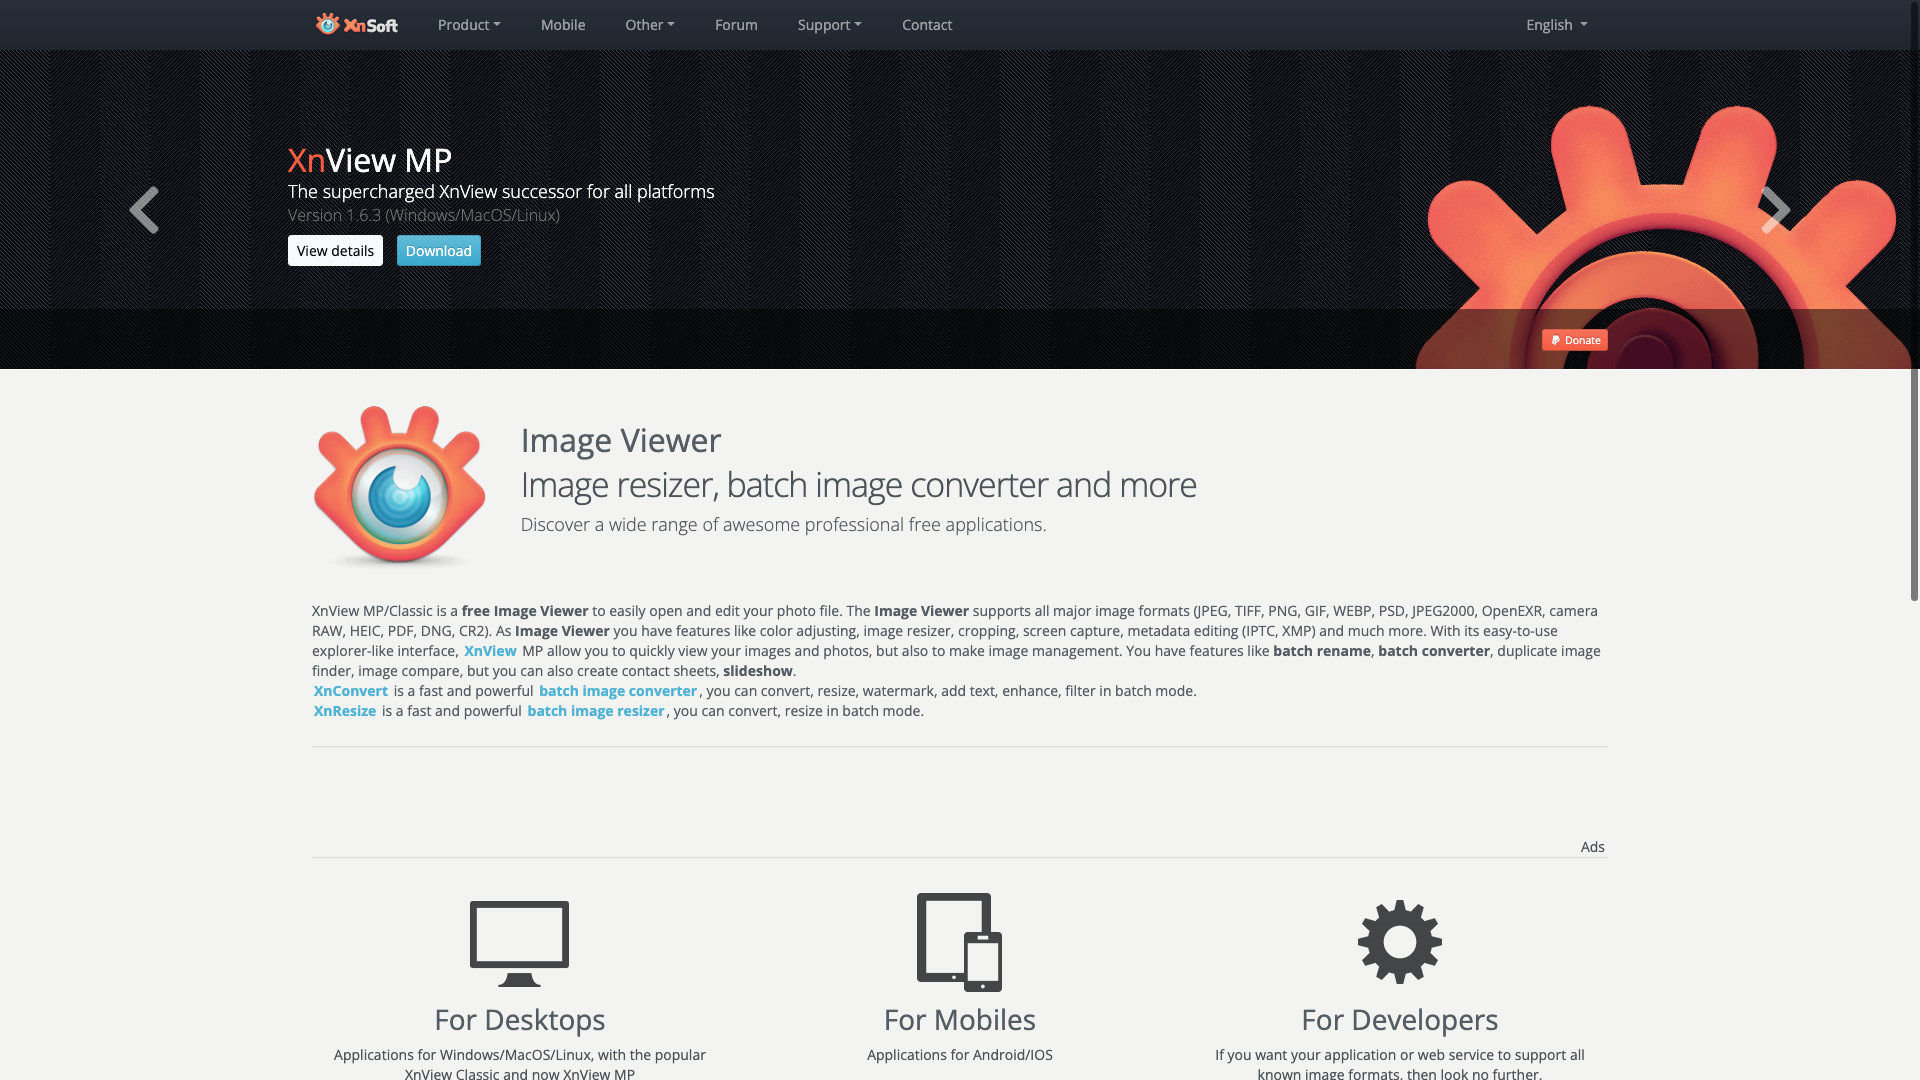 XnSoft Product Mobile Other Forum Support Contact English
XnView MP
The supercharged XnView successor for all platforms
Version 1.6.3 (Windows/MacOS/Linux)
View details Download
Donate
Image Viewer
Image resizer, batch image converter and more
Discover a wide range of awesome professional free applications.
XnView MP/Classic is a free Image Viewer to easily open and edit your photo file. The Image Viewer supports all major image formats (JPEG, TIFF, PNG, GIF, WEBP, PSD, JPEG2000, OpenEXR, camera
RAW, HEIC, PDF, DNG, CR2). As Image Viewer you have features like color adjusting, image resizer, cropping, screen capture, metadata editing (IPTC, XMP) and much more. With its easy-to-use
explorer-like interface, XnView MP allow you to quickly view your images and photos, but also to make image management. You have features like batch rename, batch converter, duplicate image
finder, image compare, but you can also create contact sheets, slideshow.
XnConvert is a fast and powerful batch image converter, you can convert, resize, watermark, add text, enhance, filter in batch mode.
XnResize is a fast and powerful batch image resizer, you can convert, resize in batch mode.
Ads
For Desktops
Applications for Windows/MacOS/Linux, with the popular
XnView Classic and now XnView MP
For Mobiles
Applications for Android/IOS
For Developers
If you want your application or web service to support all
known image formats, then look no further.